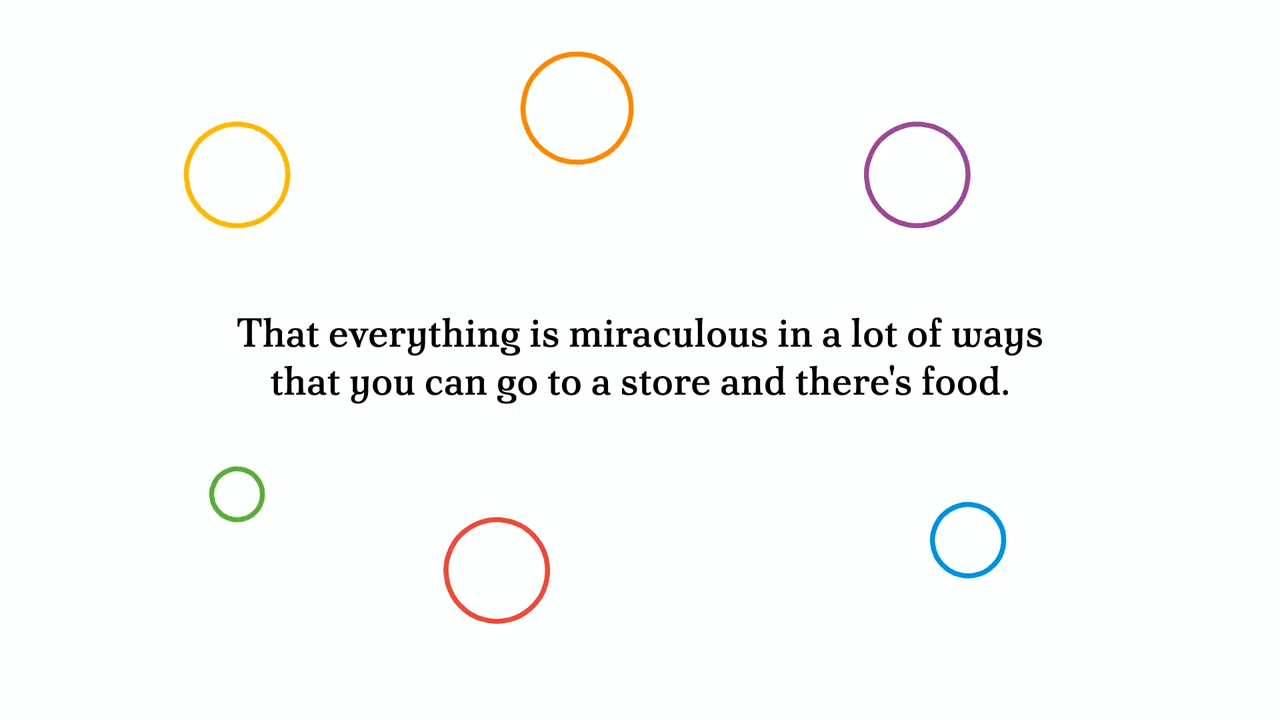 That everything is miraculous in a lot of ways
that you can go to a store and there's food.